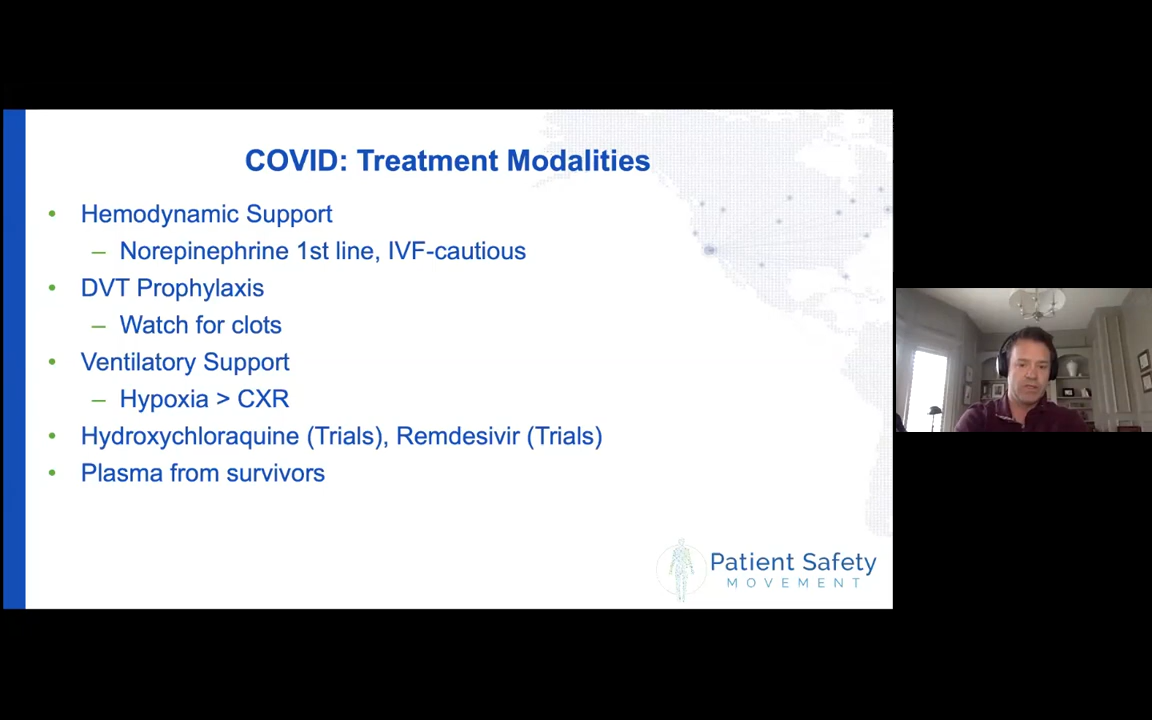 COVID: Treatment Modalities
• Hemodynamic Support
– Norepinephrine 1st line, IVF-cautious
• DVT Prophylaxis
– Watch for clots
• Ventilatory Support
– Hypoxia > CXR
• Hydroxychloraquine (Trials), Remdesivir (Trials)
• Plasma from survivors
Patient Safety
MOVEMENT